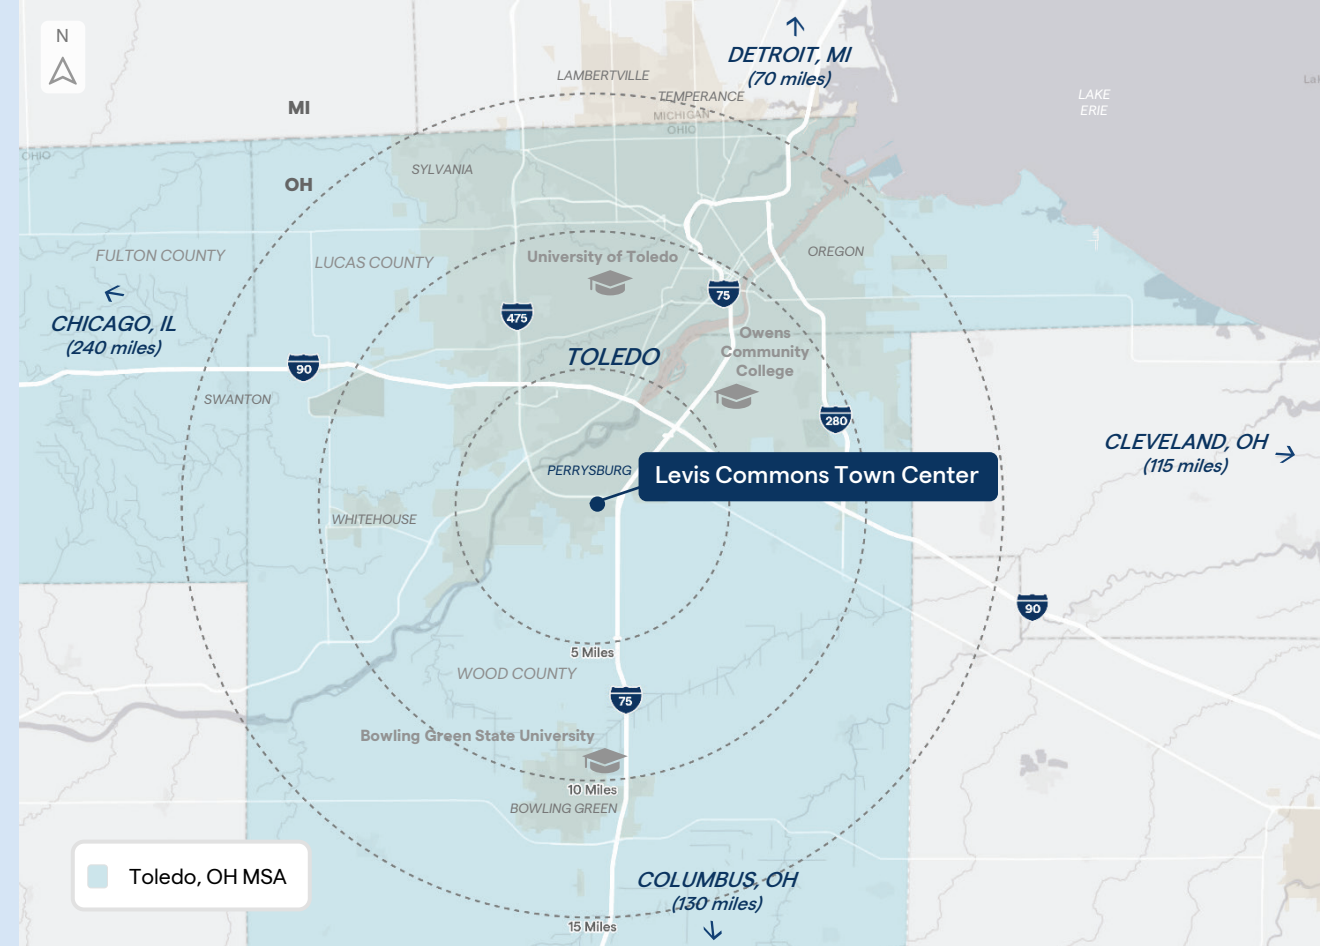 N
DETROIT, MI
(70 miles)
LAMBERTVILLE
TEMPERANCE
LAKE
ERIE
MI
MICHIGAN
OHIO
OHIO
SYLVANIA
OH
FULTON COUNTY
LUCAS COUNTY
University of Toledo
OREGON
75
475
CHICAGO, IL
(240 miles)
TOLEDO
Owens
Community
College
90
SWANTON
280
CLEVELAND, OH
(115 miles)
PERRYSBURG
Levis Commons Town Center
WHITEHOUSE
90
5 Miles
WOOD COUNTY
75
Bowling Green State University
10 Miles
BOWLING GREEN
Toledo, OH MSA
COLUMBUS, OH
(130 miles)
15 Miles